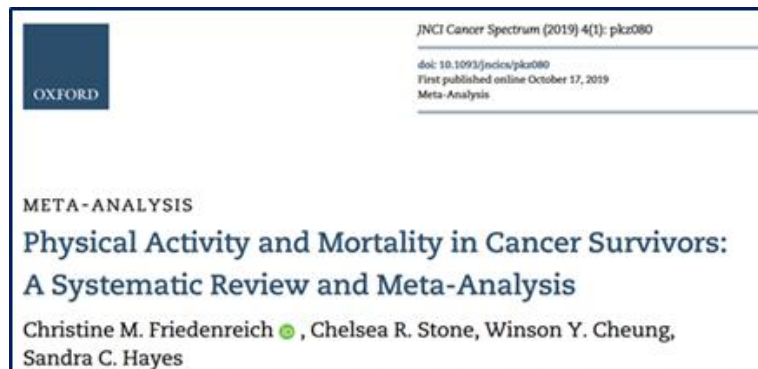 JNCI Cancer Spectrum (2019) 4(1): pkz080
doi: 10.1093/jncics/pkz080
First published online October 17, 2019
Meta-Analysis
OXFORD
META-ANALYSIS
Physical Activity and Mortality in Cancer Survivors:
A Systematic Review and Meta-Analysis
Christine M. Friedenreich iD, Chelsea R. Stone, Winson Y. Cheung,
Sandra C. Hayes